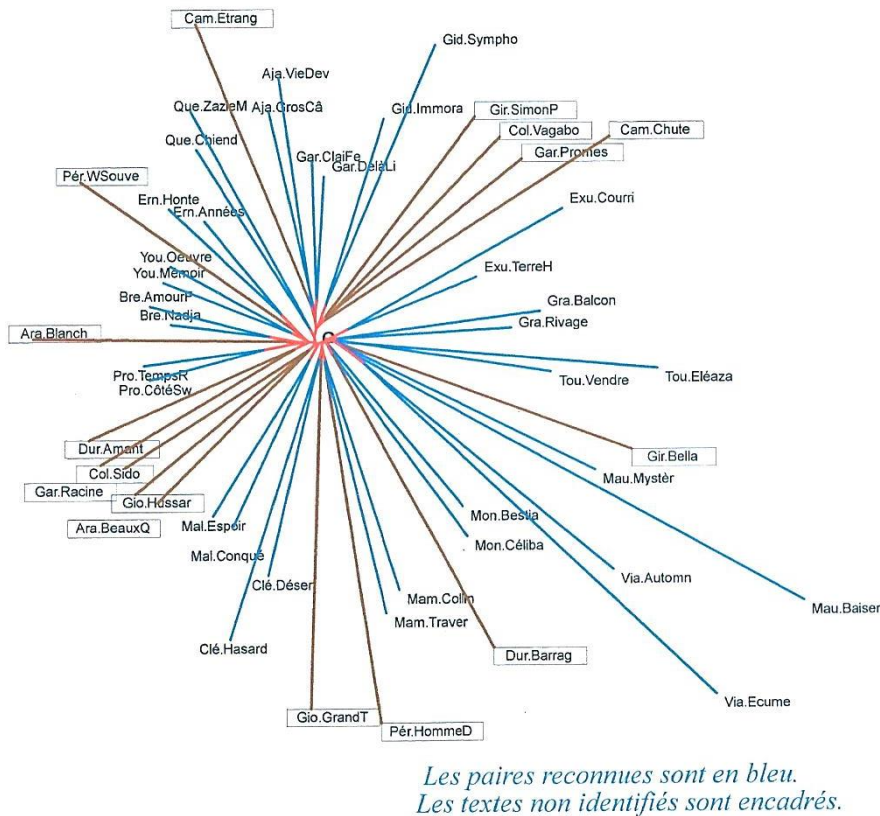 Cam.Etrang
Gid.Sympho
Aja.VieDev
Que.ZazieM
Aja.GrosCâ
Gid.Immora
Gir.SimonP
Col.Vagabo
Cam.Chute
Que.Chiend
Gar.ClaiFe
Gar.Promes
Gar.DelàLi
Pér.WSouve
Ern.Honte
Ern.Années
Exu.Courri
You.Oeuvre
You.Mémoir
Exu.TerreH
Bre.AmourF
Bre.Nadja
Gra.Balcon
Gra.Rivage
Ara.Blanch
O
Pro.TempsR
Pro.CôtéSw
Tou.Vendre
Tou.Eléaza
Dur.Amant
Gir.Bella
Col.Sido
Mau.Mystèr
Gar.Racine
Gio.Hussar
Ara.BeauxQ
Mal.Espoir
Mon.Bestia
Mon.Céliba
Mal.Conqué
Clé.Déser
Via.Automn
Mam.Collin
Mau.Baiser
Mam.Traver
Clé.Hasard
Dur.Barrag
Via.Ecume
Gio.GrandT
Pér.HommeD
Les paires reconnues sont en bleu.
Les textes non identifiés sont encadrés.